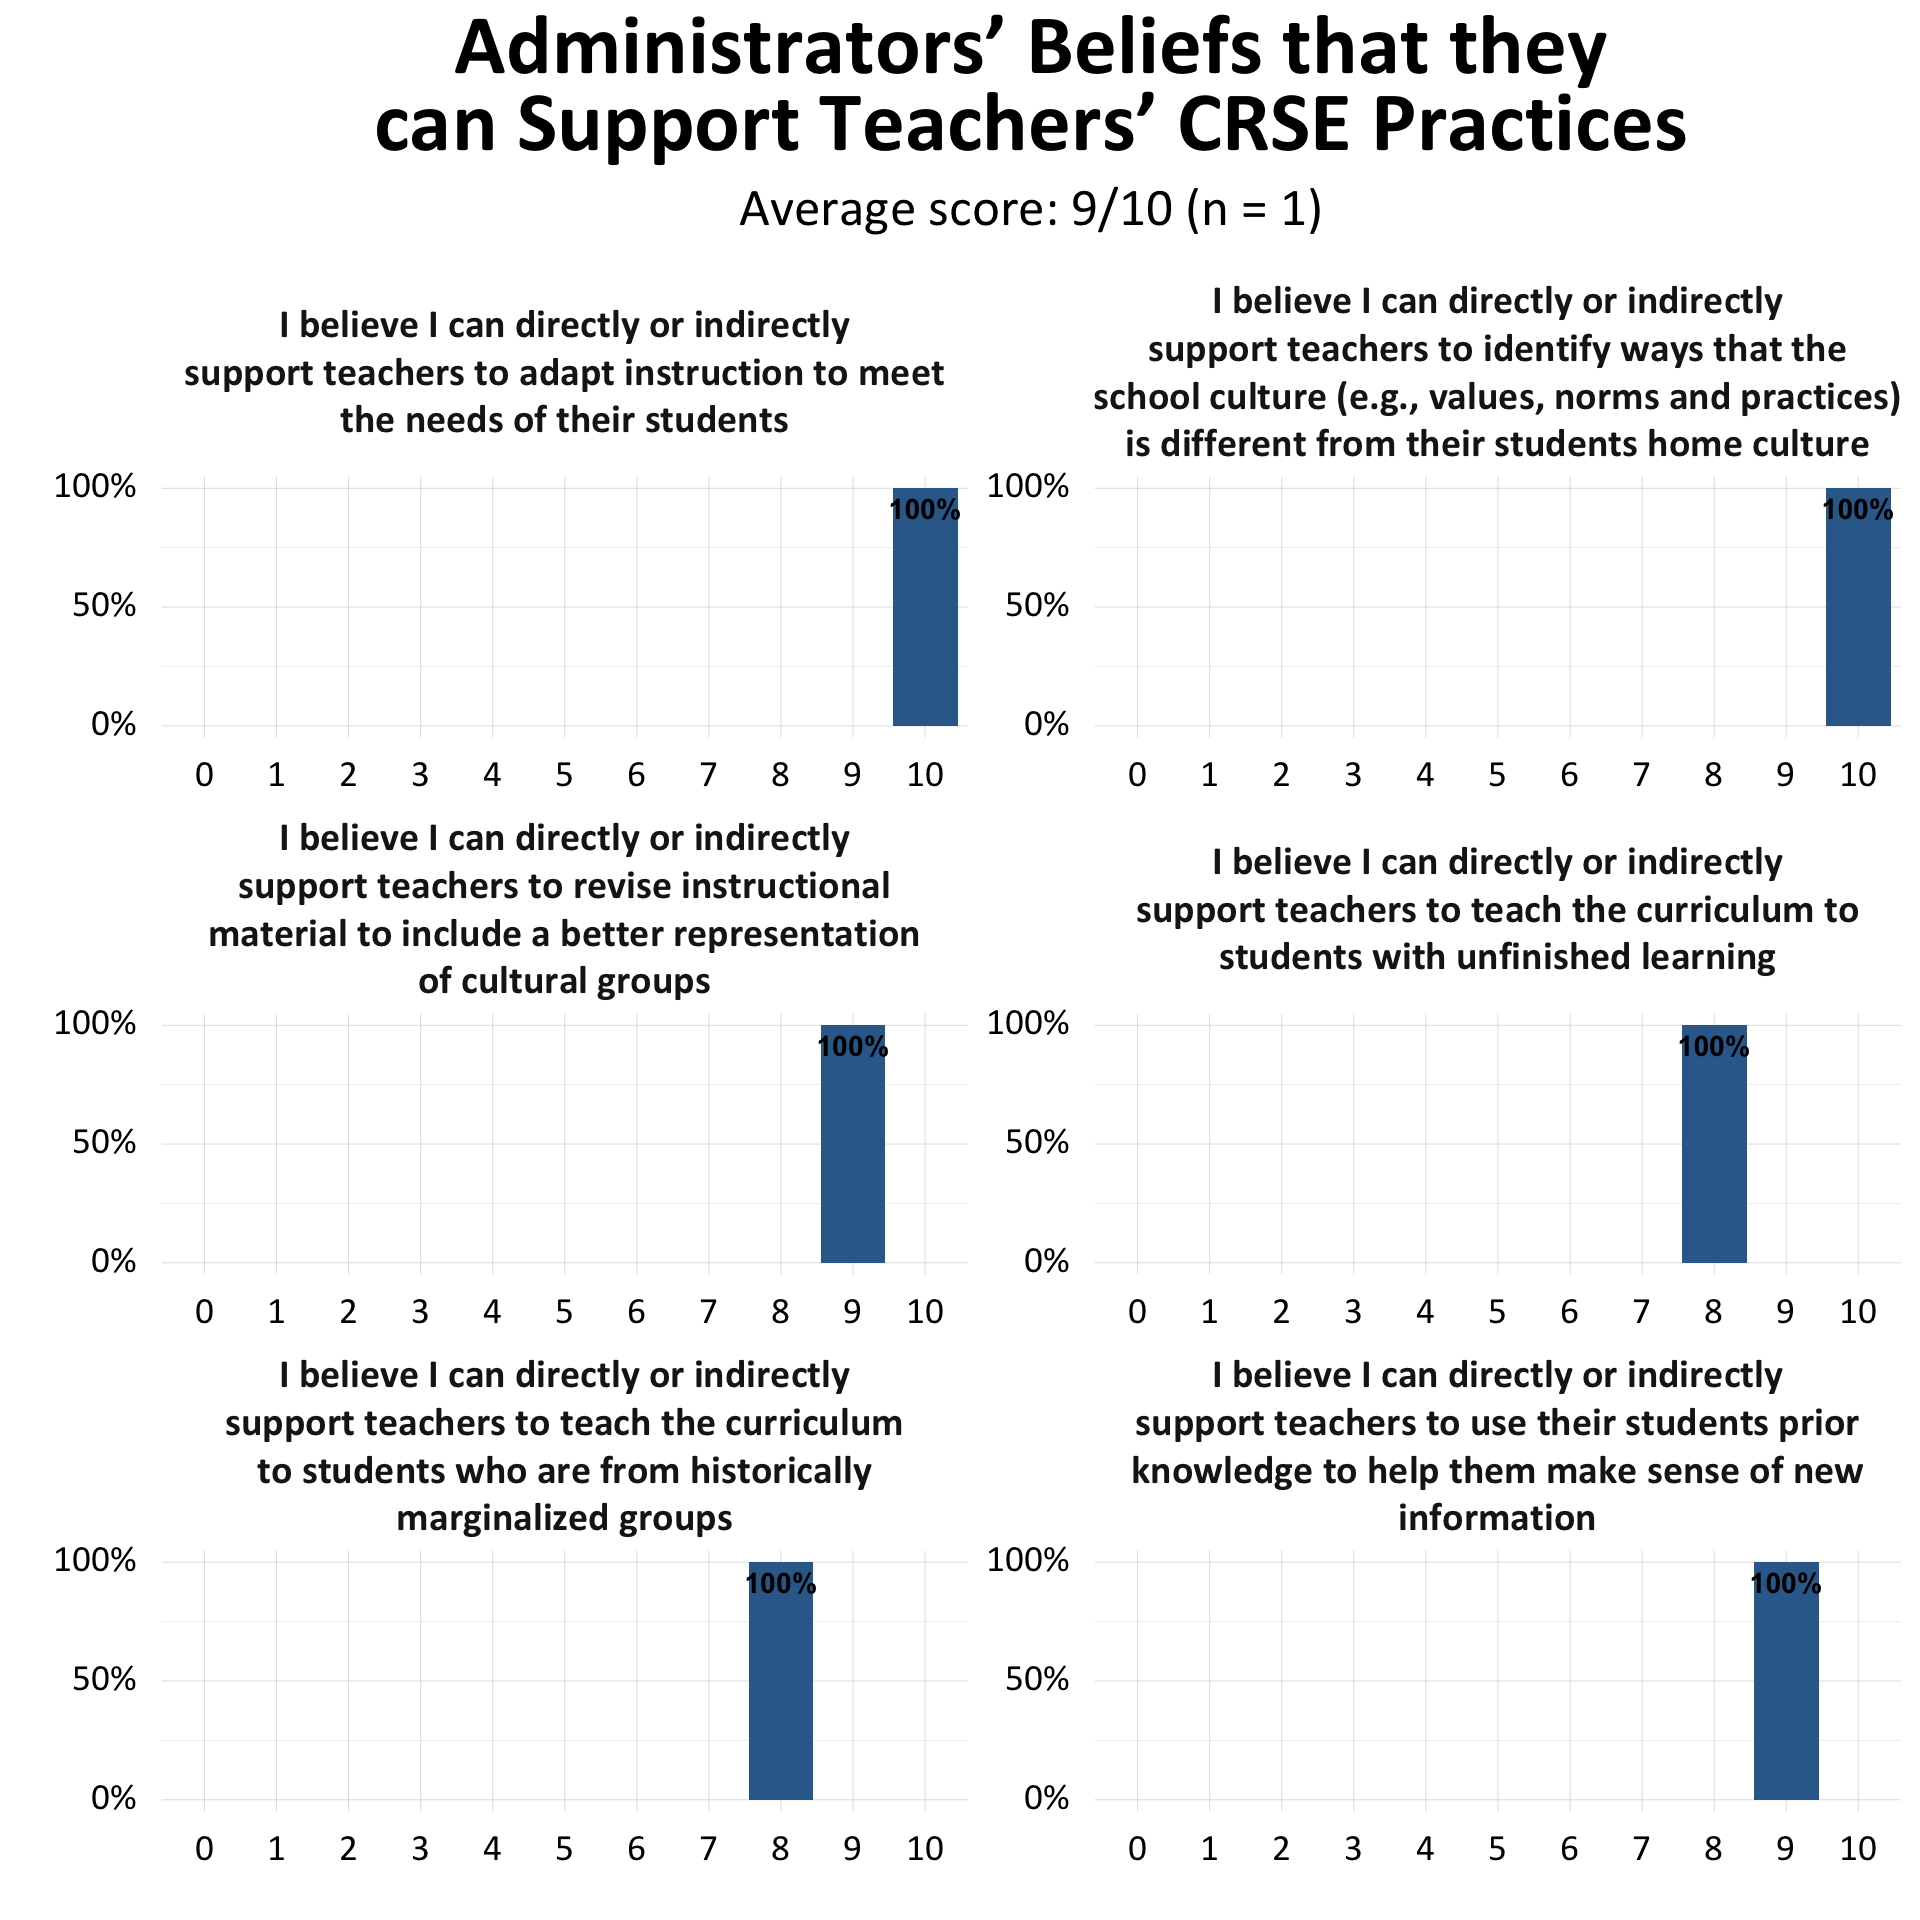 Administrators’ Beliefs that they
can Support Teachers’ CRSE Practices
Average score: 9/10 (n = 1)
I believe I can directly or indirectly
support teachers to adapt instruction to meet
the needs of their students
100%
100%
50%
0%
0 1 2 3 4 5 6 7 8 9 10
I believe I can directly or indirectly
support teachers to identify ways that the
school culture (e.g., values, norms and practices)
is different from their students home culture
100%
100%
50%
0%
0 1 2 3 4 5 6 7 8 9 10
I believe I can directly or indirectly
support teachers to revise instructional
material to include a better representation
of cultural groups
100%
100%
50%
0%
0 1 2 3 4 5 6 7 8 9 10
I believe I can directly or indirectly
support teachers to teach the curriculum to
students with unfinished learning
100%
100%
50%
0%
0 1 2 3 4 5 6 7 8 9 10
I believe I can directly or indirectly
support teachers to teach the curriculum
to students who are from historically
marginalized groups
100%
100%
50%
0%
0 1 2 3 4 5 6 7 8 9 10
I believe I can directly or indirectly
support teachers to use their students prior
knowledge to help them make sense of new
information
100%
100%
50%
0%
0 1 2 3 4 5 6 7 8 9 10